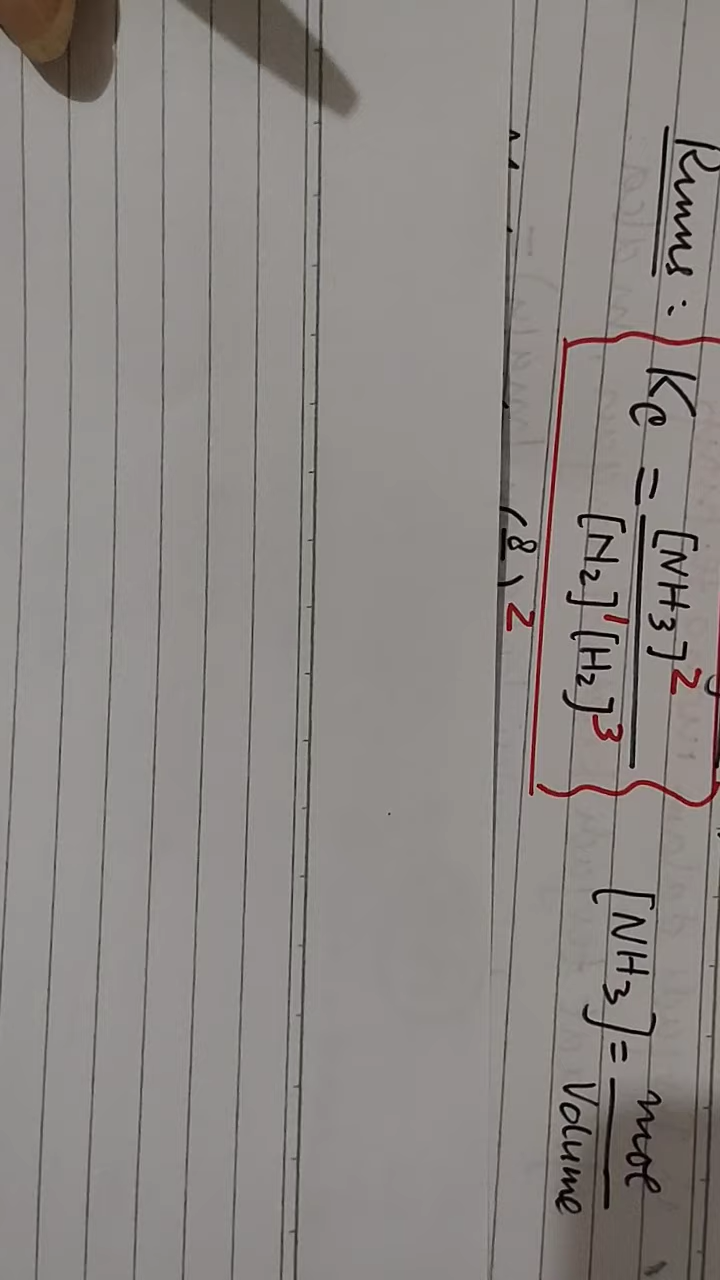 Rumus : Kc = [NH3]² / [N2]¹ [H2]³ [NH3] = mol / Volume
(8)²